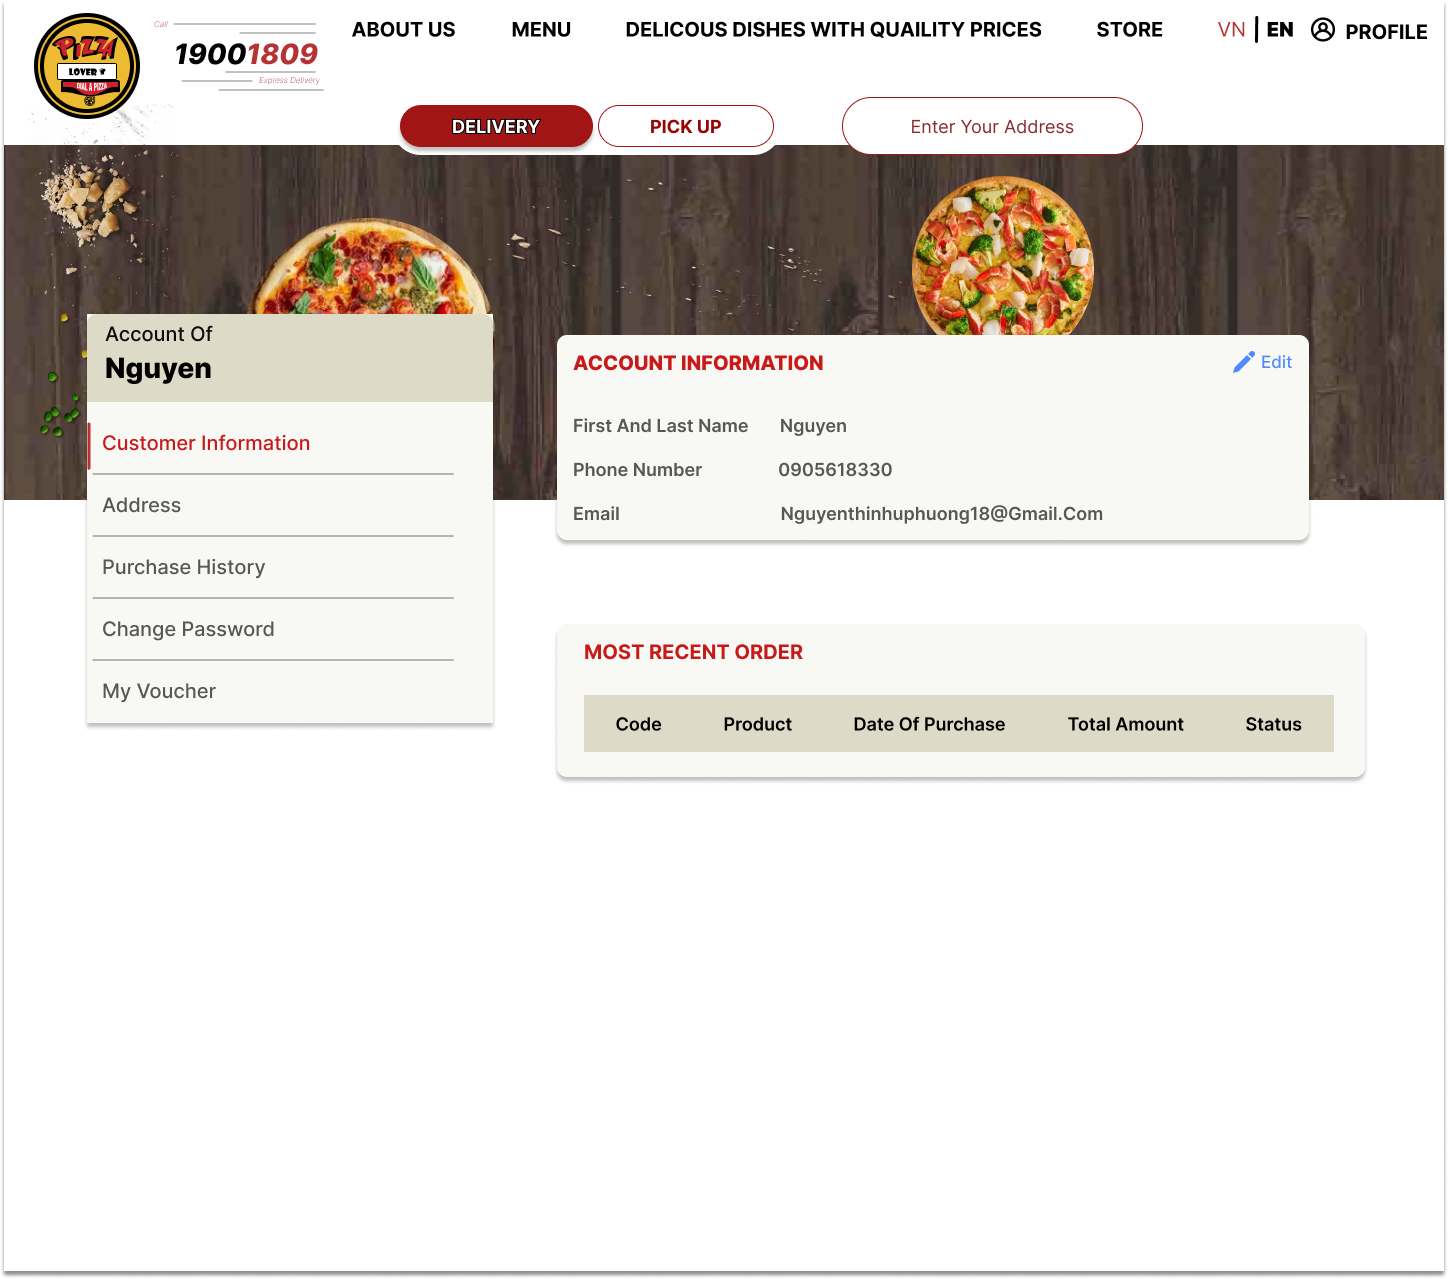 PIZZA
LOVER
DIAL A PIZZA
Call
19001809
Express Delivery
ABOUT US
MENU
DELICOUS DISHES WITH QUAILITY PRICES
STORE
VN | EN
PROFILE
DELIVERY
PICK UP
Enter Your Address
Account Of
Nguyen
Customer Information
Address
Purchase History
Change Password
My Voucher
ACCOUNT INFORMATION
Edit
First And Last Name Nguyen
Phone Number 0905618330
Email Nguyenthinhuphuong18@Gmail.Com
MOST RECENT ORDER
Code Product Date Of Purchase Total Amount Status